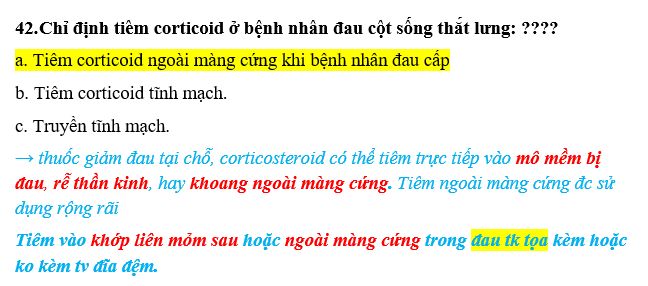 42.Chỉ định tiêm corticoid ở bệnh nhân đau cột sống thắt lưng: ????
a. Tiêm corticoid ngoài màng cứng khi bệnh nhân đau cấp
b. Tiêm corticoid tĩnh mạch.
c. Truyền tĩnh mạch.
→ thuốc giảm đau tại chỗ, corticosteroid có thể tiêm trực tiếp vào mô mềm bị
đau, rễ thần kinh, hay khoang ngoài màng cứng. Tiêm ngoài màng cứng đc sử
dụng rộng rãi
Tiêm vào khớp liên mỏm sau hoặc ngoài màng cứng trong đau tk tọa kèm hoặc
ko kèm tv đĩa đệm.